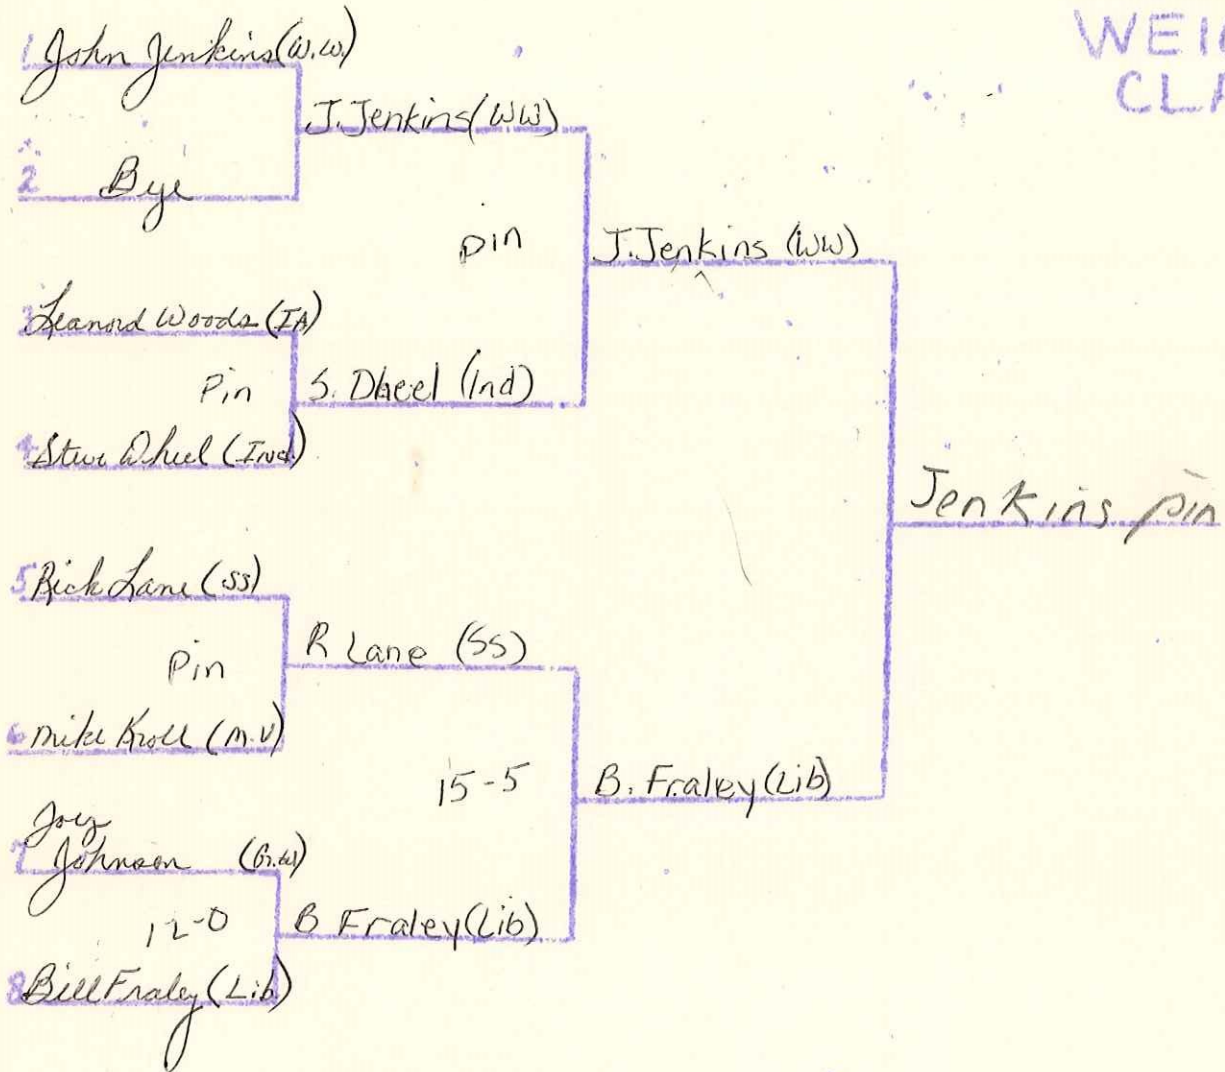 WEI
CLA
1 John Jenkins (W.W.)
J. Jenkins (WW)
2 Bye
pin
J. Jenkins (WW)
3 Leanord Woods (IA)
Pin
S. Dheel (Ind)
4 Steve Dheel (Ind)
Jenkins pin
5 Rick Lane (SS)
R Lane (SS)
Pin
6 Mike Kroll (M.V)
15-5
B. Fraley (Lib)
Joey
7 Johnson (Gr.W)
12-0
B Fraley (Lib)
8 Bill Fraley (Lib)